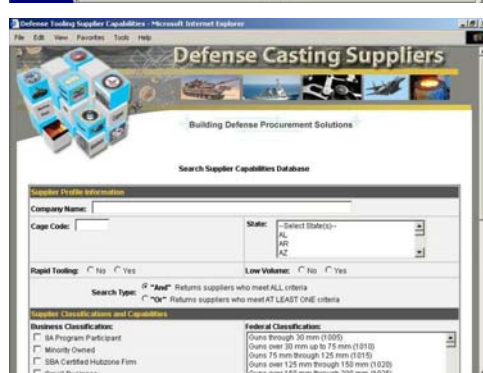 Defense Tooling Supplier Capabilities - Microsoft Internet Explorer
File Edit View Favorites Tools Help
Defense Casting Suppliers
Building Defense Procurement Solutions
Search Supplier Capabilities Database
Supplier Profile Information
Company Name:
Cage Code: State: --Select State(s)--
AL
AR
AZ
Rapid Tooling: No Yes Low Volume: No Yes
Search Type: "And" Returns suppliers who meet ALL criteria
"Or" Returns suppliers who meet AT LEAST ONE criteria
Supplier Classifications and Capabilities
Business Classification: Federal Classification:
8A Program Participant Guns through 30 mm (1005)
Minority Owned Guns over 30 mm up to 75 mm (1010)
SBA Certified Hubzone Firm Guns 75 mm through 125 mm (1015)
Guns over 125 mm through 150 mm (1020)